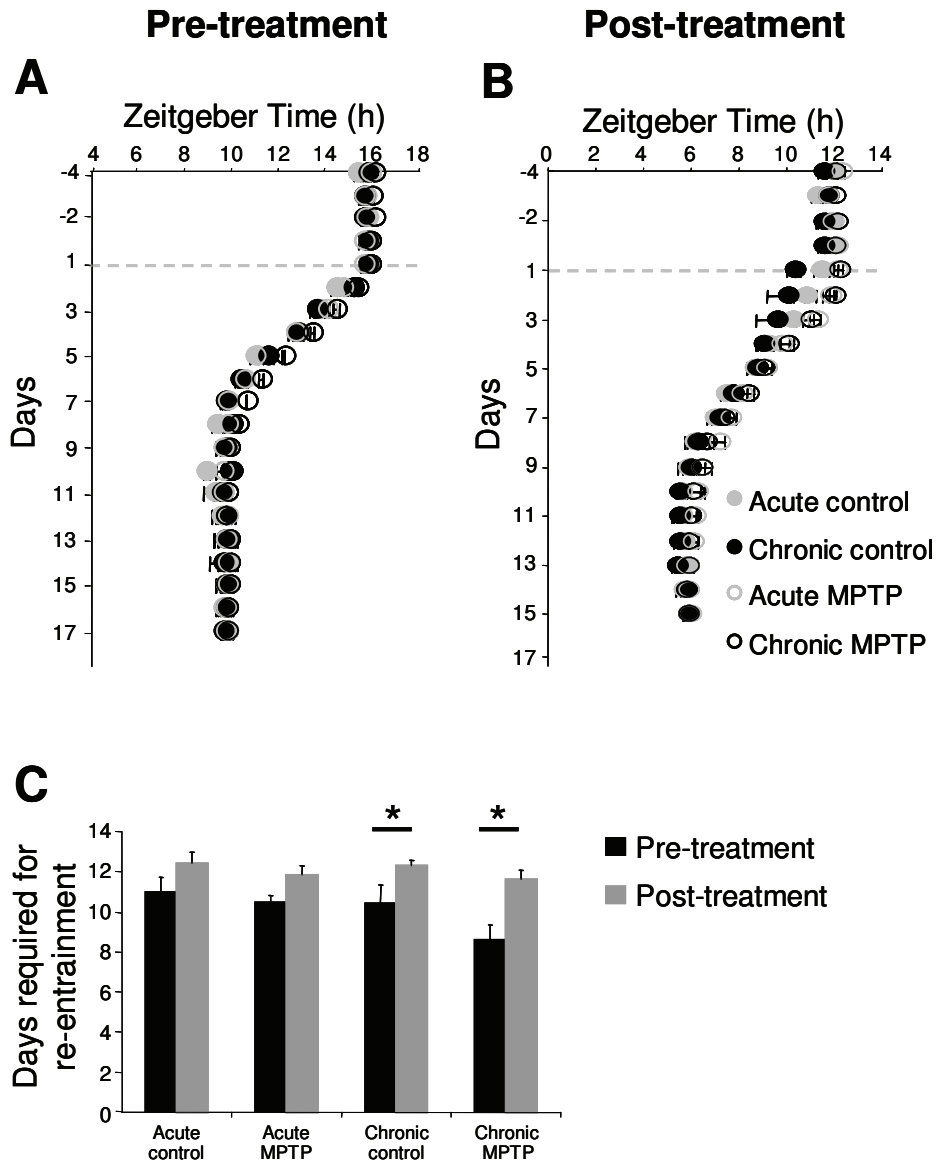 Pre-treatment
Post-treatment
A
B
Zeitgeber Time (h)
4 6 8 10 12 14 16 18
Days
-4
-2
1
3
5
7
9
11
13
15
17
Zeitgeber Time (h)
0 2 4 6 8 10 12 14
Days
-4
-2
1
3
5
7
9
11
13
15
17
Acute control
Chronic control
Acute MPTP
Chronic MPTP
C
Days required for
re-entrainment
14
12
10
8
6
4
2
0
* *
Acute
control
Acute
MPTP
Chronic
control
Chronic
MPTP
Pre-treatment
Post-treatment